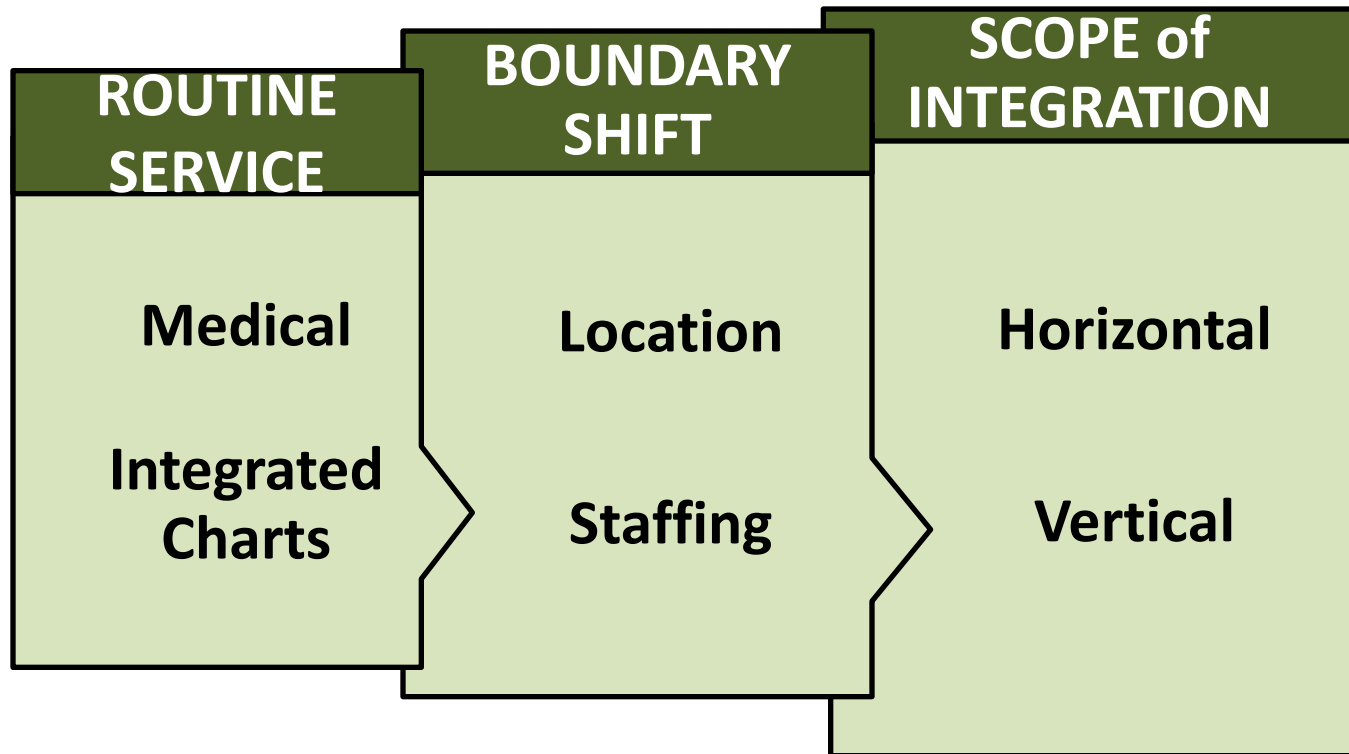 ROUTINE
SERVICE
Medical
Integrated
Charts
BOUNDARY
SHIFT
Location
Staffing
SCOPE of
INTEGRATION
Horizontal
Vertical